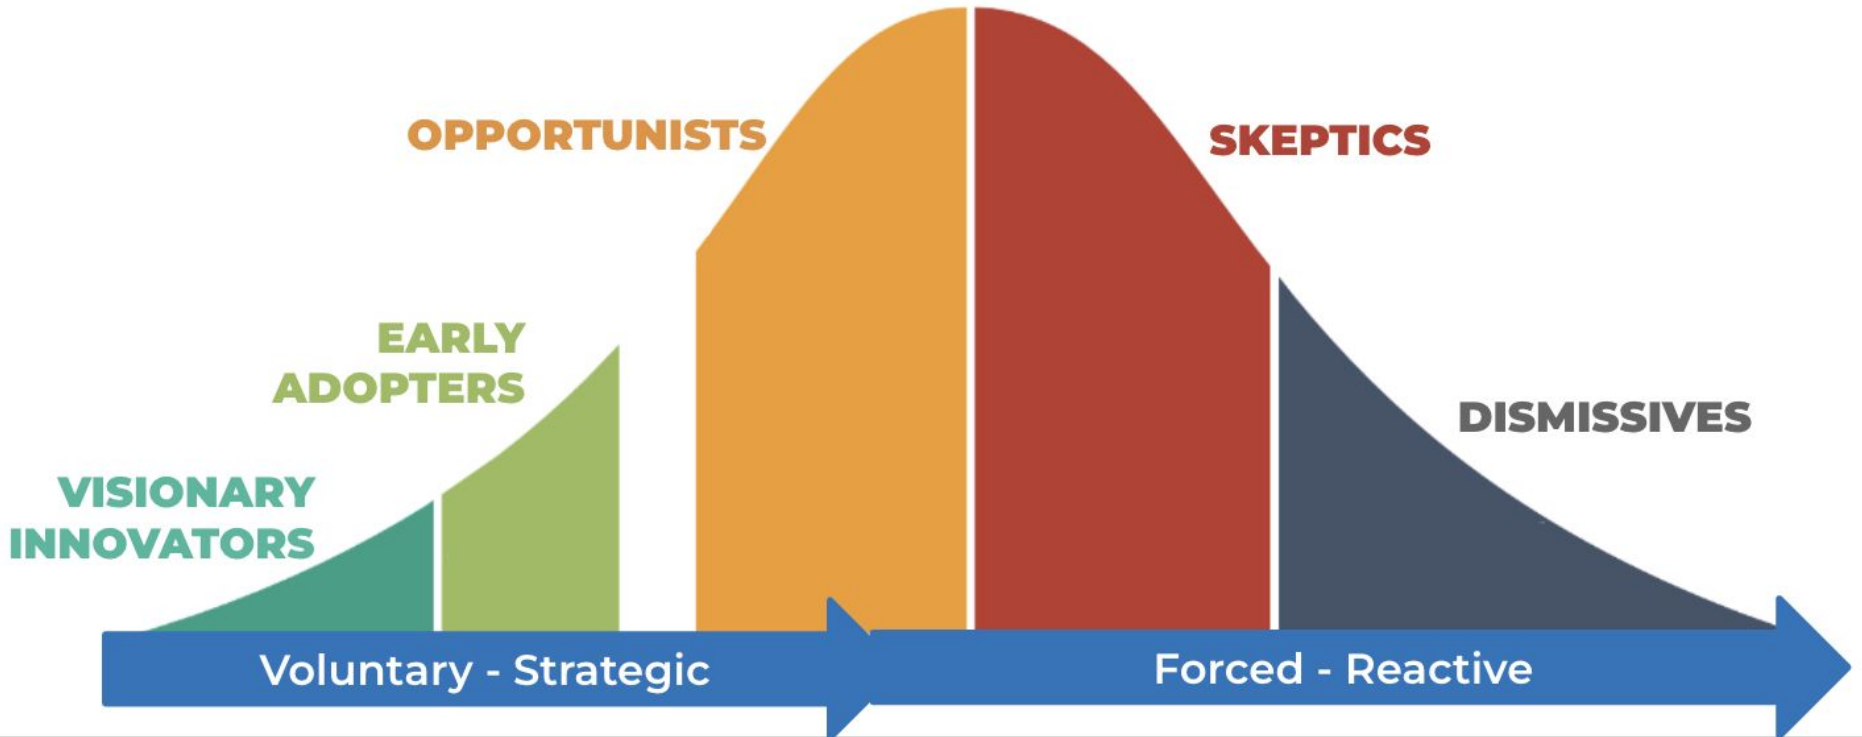 OPPORTUNISTS
SKEPTICS
EARLY
ADOPTERS
DISMISSIVES
VISIONARY
INNOVATORS
Voluntary - Strategic
Forced - Reactive